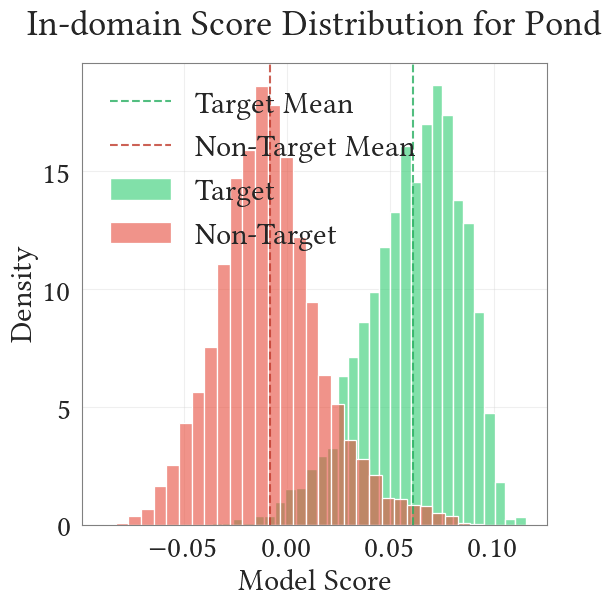 In-domain Score Distribution for Pond
Target Mean
Non-Target Mean
Target
Non-Target
Density
15
10
5
0
−0.05 0.00 0.05 0.10
Model Score